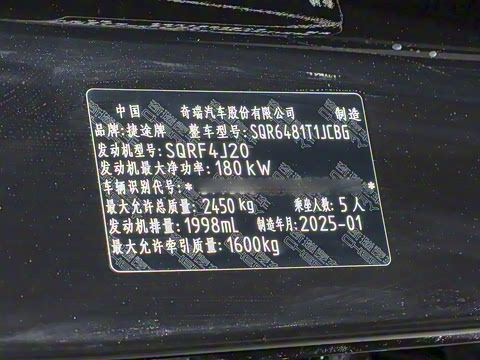 中国 奇瑞汽车股份有限公司 制造
品牌:捷途牌 整车型号:SQR6481T1JCBG
发动机型号:SQRF4J20
发动机最大净功率:180kW
车辆识别代号:* *
最大允许总质量:2450kg 乘坐人数:5人
发动机排量:1998mL 制造年月:2025-01
最大允许牵引质量:1600kg